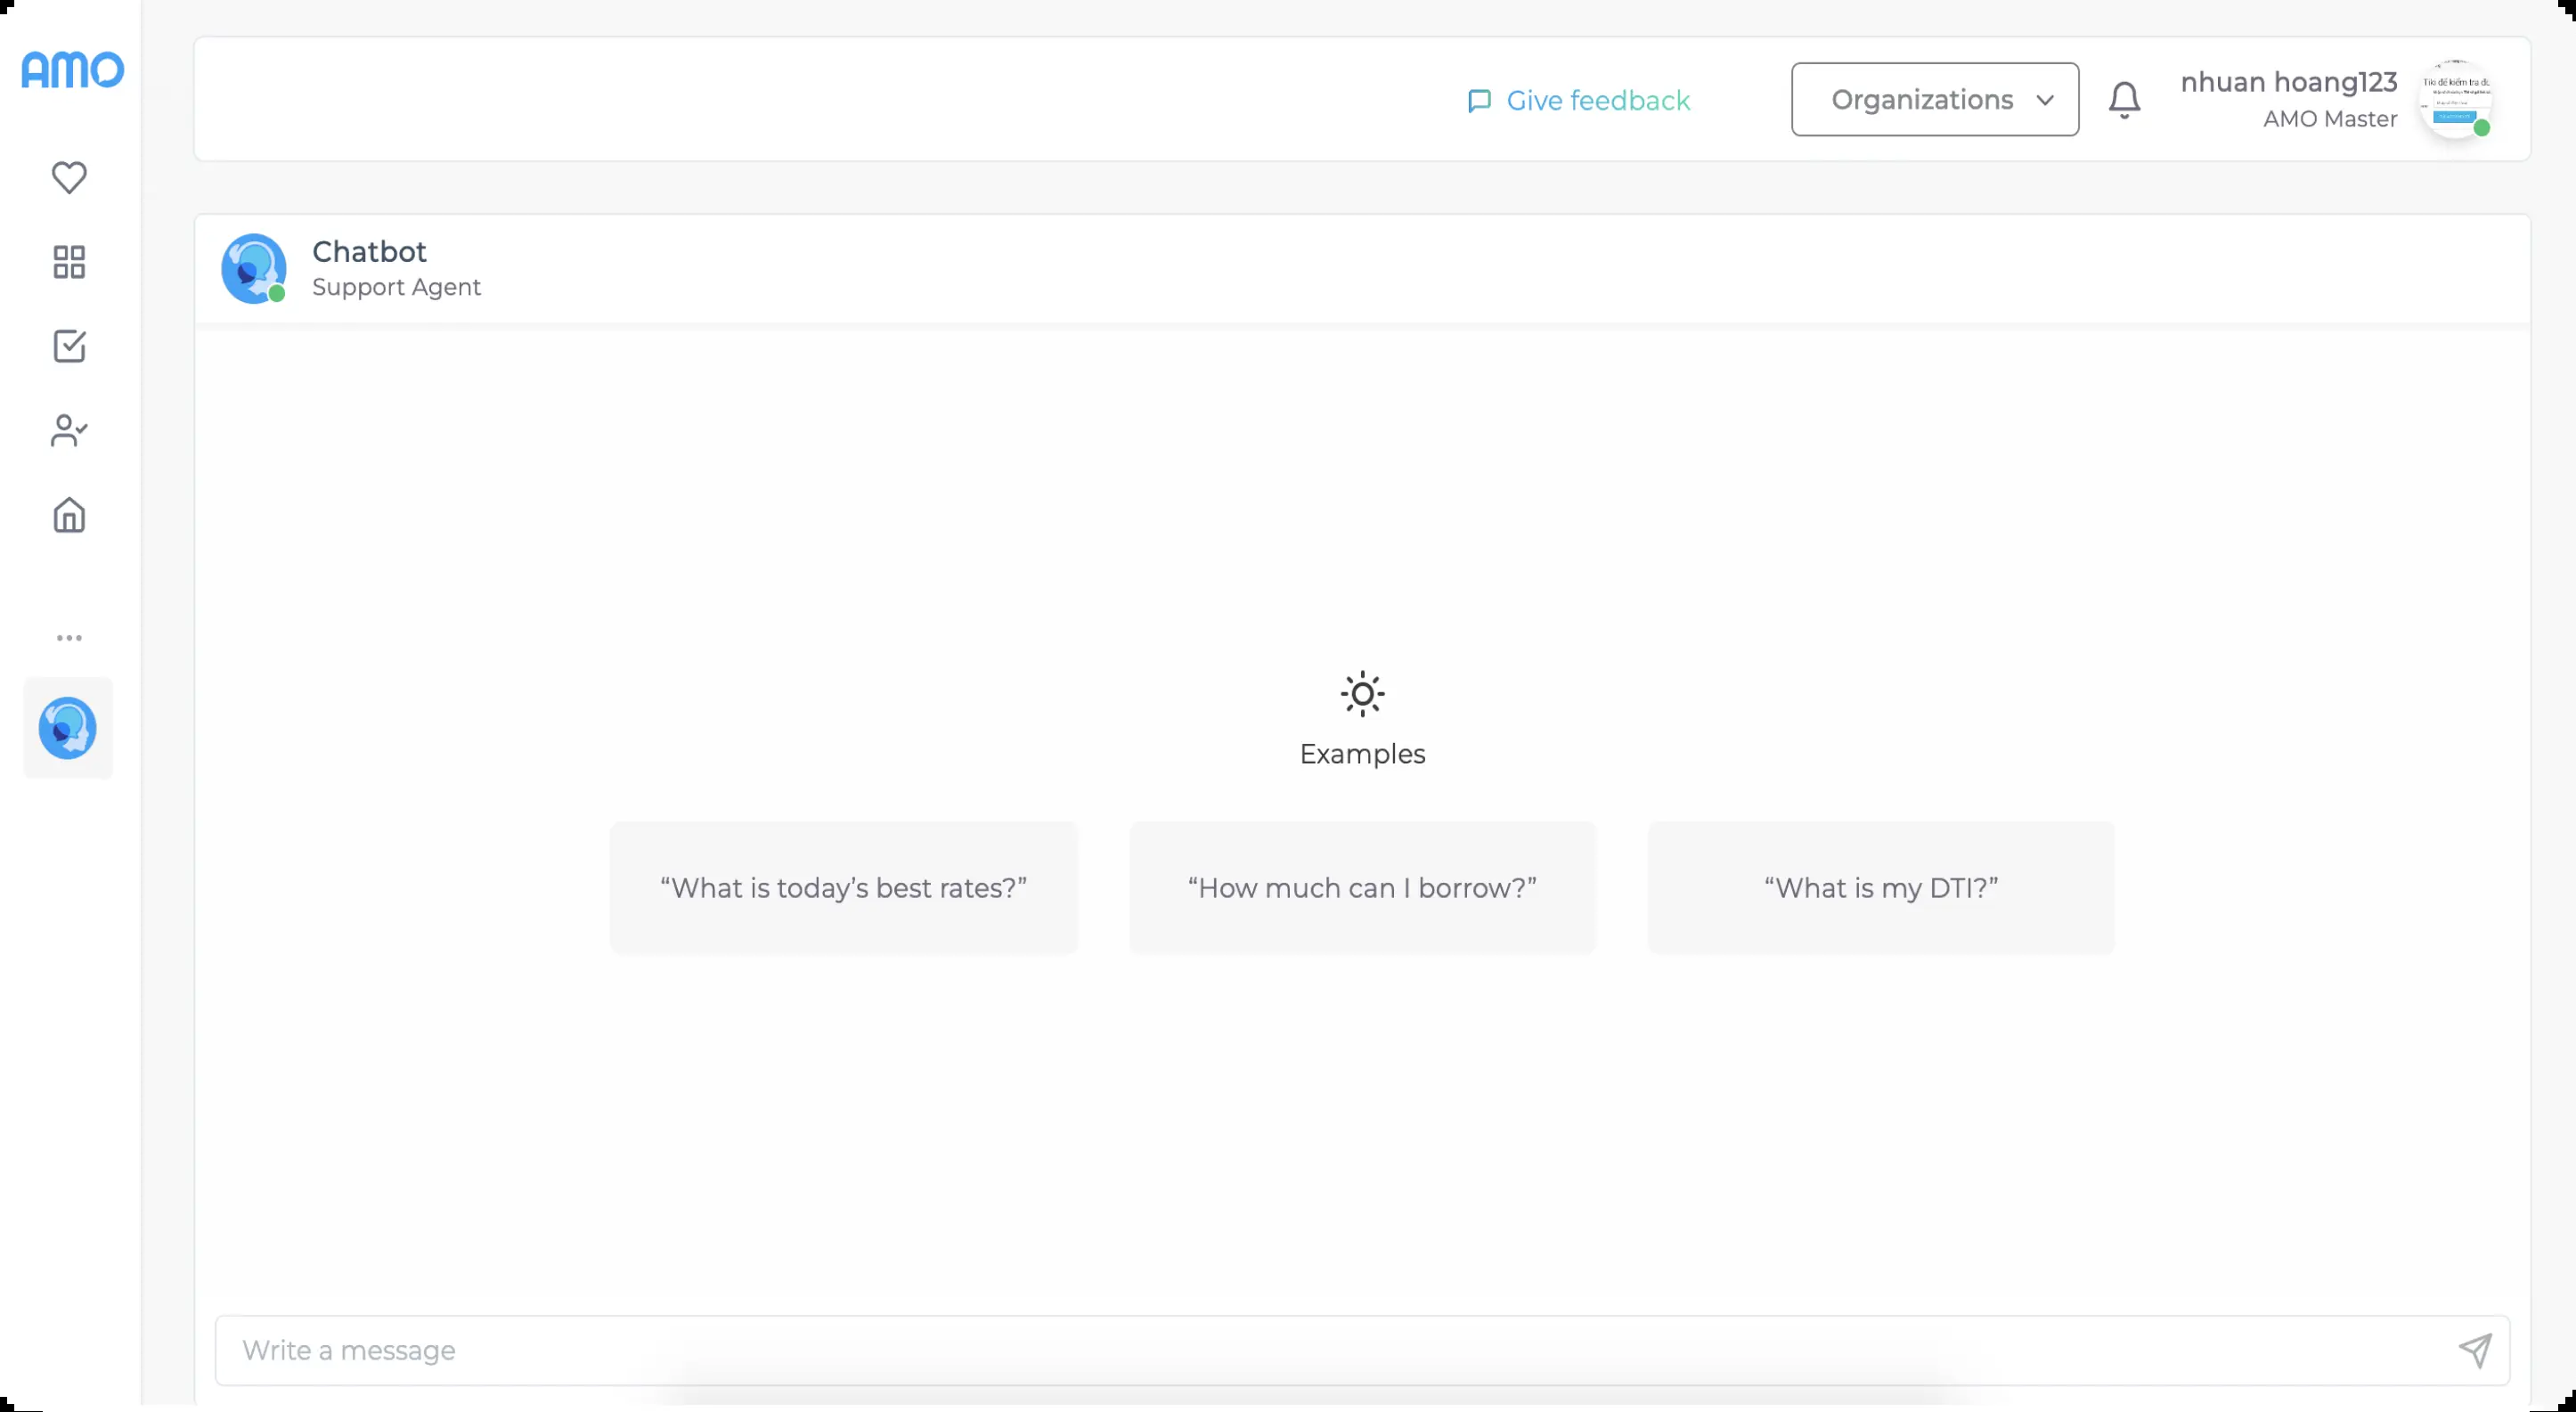 AMO
Give feedback
Organizations
nhuan hoang123
AMO Master
Chatbot
Support Agent
Examples
“What is today’s best rates?”
“How much can I borrow?”
“What is my DTI?”
Write a message